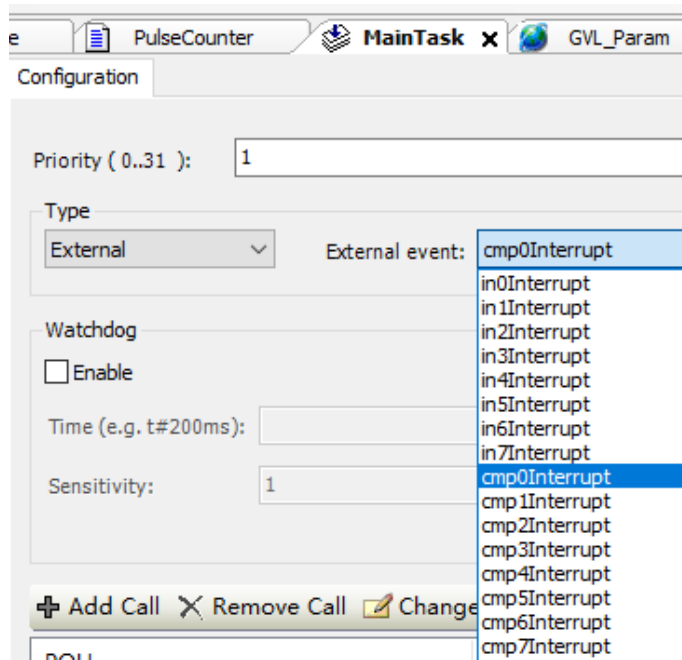 e PulseCounter MainTask GVL_Param
Configuration
Priority ( 0..31 ): 1
Type
External External event: cmp0Interrupt
in0Interrupt
in1Interrupt
in2Interrupt
in3Interrupt
in4Interrupt
in5Interrupt
in6Interrupt
in7Interrupt
cmp0Interrupt
cmp1Interrupt
cmp2Interrupt
cmp3Interrupt
cmp4Interrupt
cmp5Interrupt
cmp6Interrupt
cmp7Interrupt
Watchdog
Enable
Time (e.g. t#200ms):
Sensitivity: 1
Add Call Remove Call Change